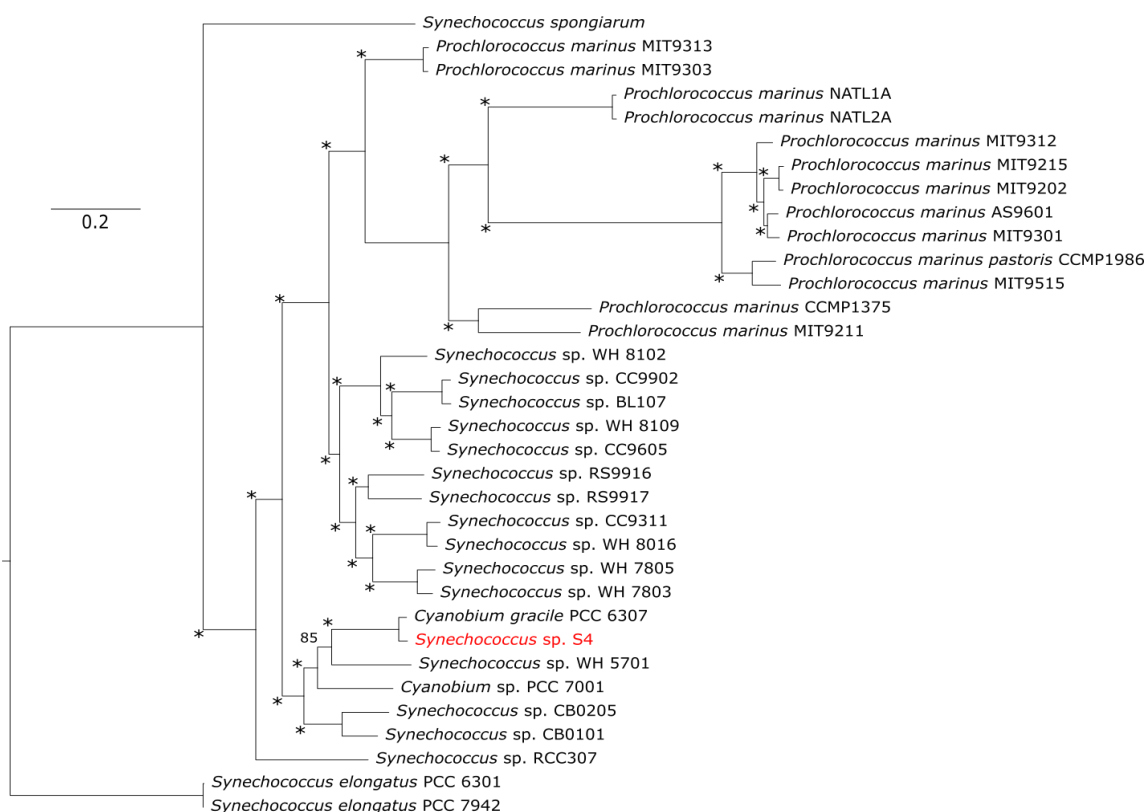 Synechococcus spongiarum
* Prochlorococcus marinus MIT9313
Prochlorococcus marinus MIT9303
* Prochlorococcus marinus NATL1A
Prochlorococcus marinus NATL2A
* Prochlorococcus marinus MIT9312
* * * Prochlorococcus marinus MIT9215
Prochlorococcus marinus MIT9202
* Prochlorococcus marinus AS9601
0.2
* * Prochlorococcus marinus MIT9301
Prochlorococcus marinus pastoris CCMP1986
* Prochlorococcus marinus MIT9515
* Prochlorococcus marinus CCMP1375
* Prochlorococcus marinus MIT9211
Synechococcus sp. WH 8102
* * Synechococcus sp. CC9902
Synechococcus sp. BL107
* Synechococcus sp. WH 8109
* Synechococcus sp. CC9605
* Synechococcus sp. RS9916
* * Synechococcus sp. RS9917
* * Synechococcus sp. CC9311
Synechococcus sp. WH 8016
* Synechococcus sp. WH 7805
* Synechococcus sp. WH 7803
* Cyanobium gracile PCC 6307
* 85 Synechococcus sp. S4
* Synechococcus sp. WH 5701
Cyanobium sp. PCC 7001
* Synechococcus sp. CB0205
* Synechococcus sp. CB0101
Synechococcus sp. RCC307
Synechococcus elongatus PCC 6301
Synechococcus elongatus PCC 7942